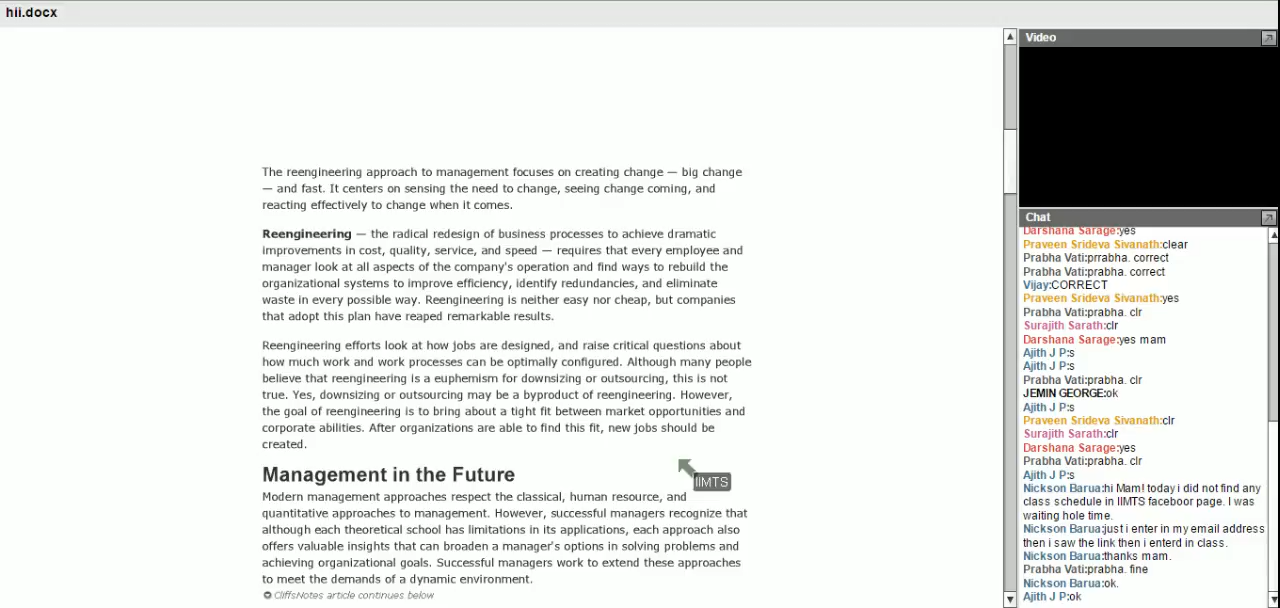 hii.docx
The reengineering approach to management focuses on creating change — big change
— and fast. It centers on sensing the need to change, seeing change coming, and
reacting effectively to change when it comes.
Reengineering — the radical redesign of business processes to achieve dramatic
improvements in cost, quality, service, and speed — requires that every employee and
manager look at all aspects of the company's operation and find ways to rebuild the
organizational systems to improve efficiency, identify redundancies, and eliminate
waste in every possible way. Reengineering is neither easy nor cheap, but companies
that adopt this plan have reaped remarkable results.
Reengineering efforts look at how jobs are designed, and raise critical questions about
how much work and work processes can be optimally configured. Although many people
believe that reengineering is a euphemism for downsizing or outsourcing, this is not
true. Yes, downsizing or outsourcing may be a byproduct of reengineering. However,
the goal of reengineering is to bring about a tight fit between market opportunities and
corporate abilities. After organizations are able to find this fit, new jobs should be
created.
Management in the Future
IIMTS
Modern management approaches respect the classical, human resource, and
quantitative approaches to management. However, successful managers recognize that
although each theoretical school has limitations in its applications, each approach also
offers valuable insights that can broaden a manager's options in solving problems and
achieving organizational goals. Successful managers work to extend these approaches
to meet the demands of a dynamic environment.
CliffsNotes article continues below
Video
Chat
Darshana Sarage:yes
Praveen Srideva Sivanath:clear
Prabha Vati:prrabha. correct
Prabha Vati:prabha. correct
Vijay:CORRECT
Praveen Srideva Sivanath:yes
Prabha Vati:prabha. clr
Surajith Sarath:clr
Darshana Sarage:yes mam
Ajith J P:s
Ajith J P:s
Prabha Vati:prabha. clr
JEMIN GEORGE:ok
Ajith J P:s
Praveen Srideva Sivanath:clr
Surajith Sarath:clr
Darshana Sarage:yes
Prabha Vati:prabha. clr
Ajith J P:s
Nickson Barua:hi Mam! today i did not find any
class schedule in IIMTS faceboor page. I was
waiting hole time.
Nickson Barua:just i enter in my email address
then i saw the link then i enterd in class.
Nickson Barua:thanks mam.
Prabha Vati:prabha. fine
Nickson Barua:ok.
Ajith J P:ok